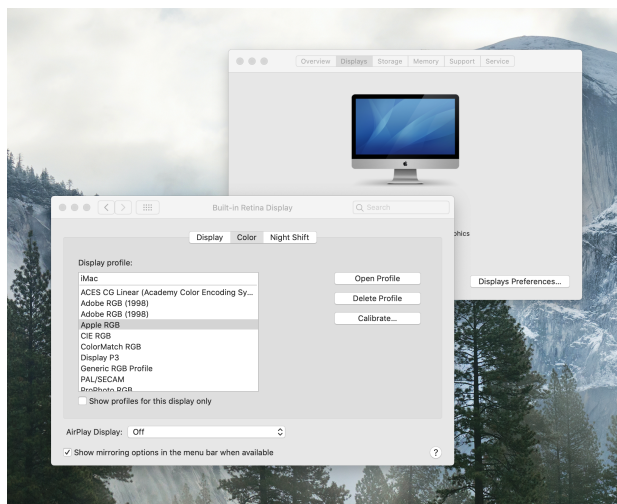 Overview Displays Storage Memory Support Service
phics
Displays Preferences...
Built-in Retina Display
Search
Display Color Night Shift
Display profile:
iMac
ACES CG Linear (Academy Color Encoding Sy...
Adobe RGB (1998)
Adobe RGB (1998)
Apple RGB
CIE RGB
ColorMatch RGB
Display P3
Generic RGB Profile
PAL/SECAM
ProPhoto RGB
Open Profile
Delete Profile
Calibrate...
Show profiles for this display only
AirPlay Display: Off
Show mirroring options in the menu bar when available
?